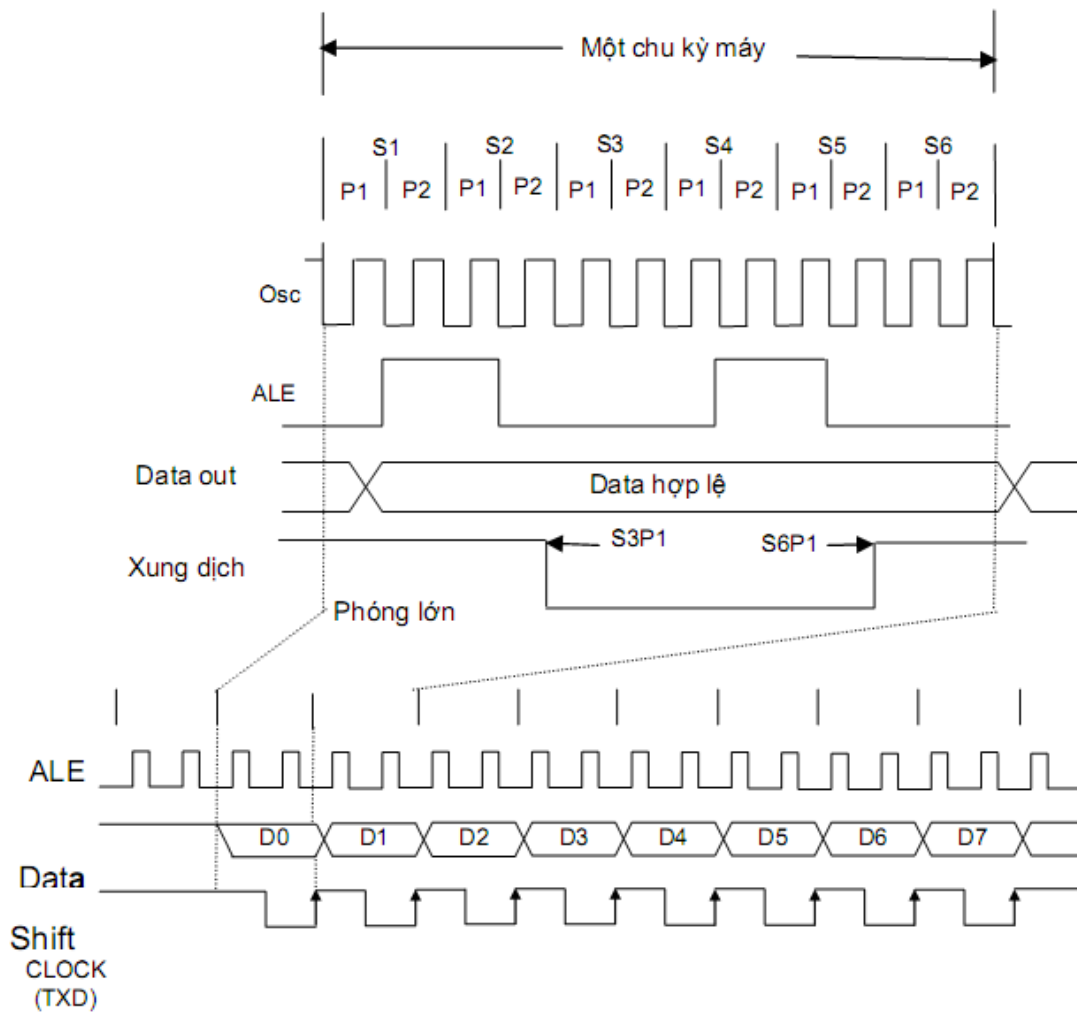 Một chu kỳ máy
S1 S2 S3 S4 S5 S6
P1 P2 P1 P2 P1 P2 P1 P2 P1 P2 P1 P2
Osc
ALE
Data out
Data hợp lệ
S3P1 S6P1
Xung dịch
Phóng lớn
ALE
D0 D1 D2 D3 D4 D5 D6 D7
Data
Shift
CLOCK
(TXD)